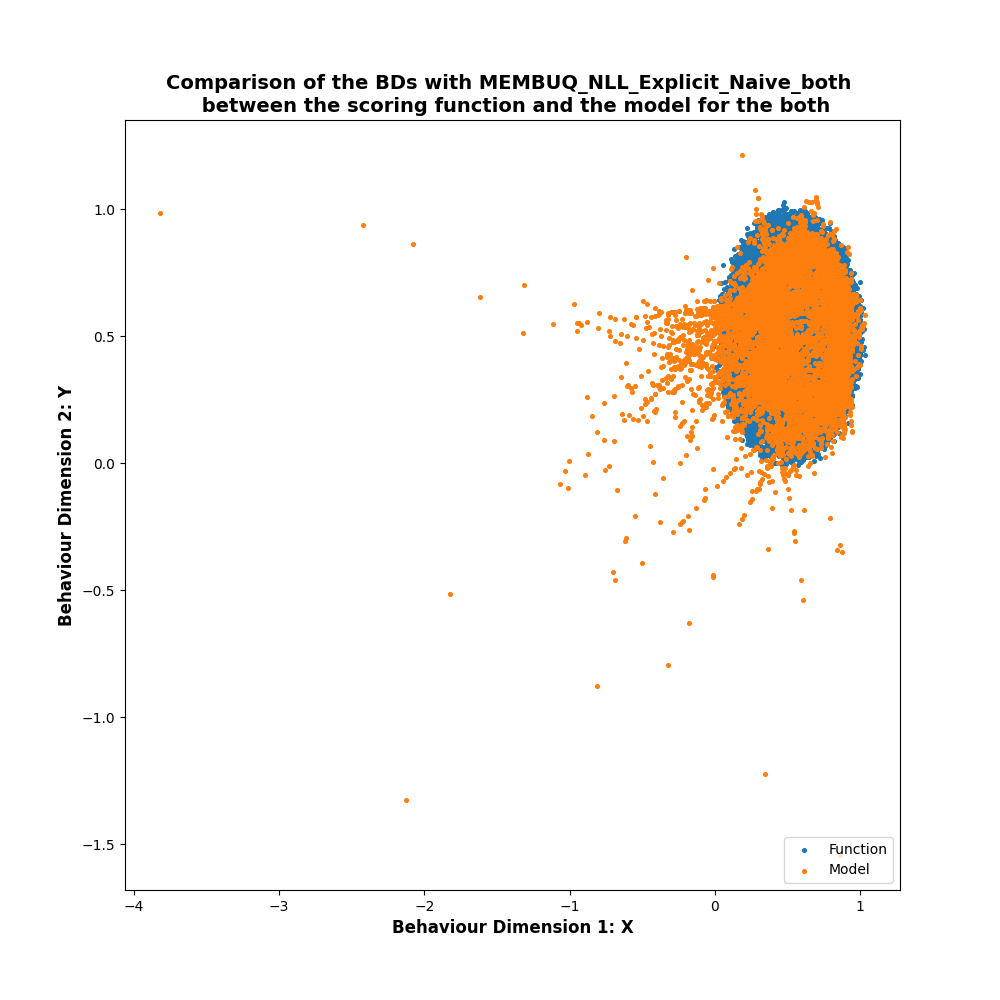 Comparison of the BDs with MEMBUQ_NLL_Explicit_Naive_both
between the scoring function and the model for the both
1.0
0.5
0.0
−0.5
−1.0
−1.5
Behaviour Dimension 2: Y
−4
−3
−2
−1
0
1
Behaviour Dimension 1: X
Function
Model